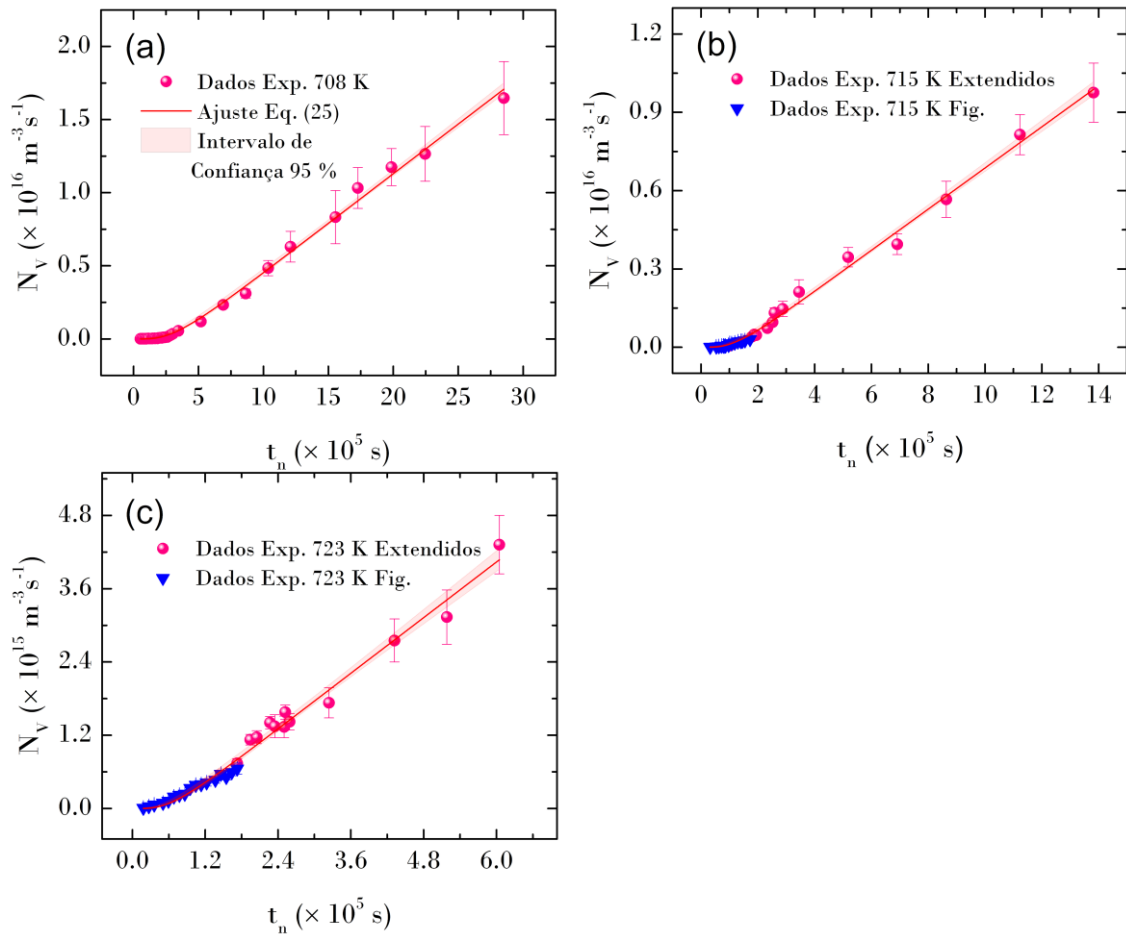 (a)
Dados Exp. 708 K
Ajuste Eq. (25)
Intervalo de
Confiança 95 %
2.0
1.5
1.0
0.5
0.0
N_V (× 10^16 m^-3 s^-1)
0 5 10 15 20 25 30
t_n (× 10^5 s)
(b)
Dados Exp. 715 K Extendidos
Dados Exp. 715 K Fig.
1.2
0.9
0.6
0.3
0.0
N_V (× 10^16 m^-3 s^-1)
0 2 4 6 8 10 12 14
t_n (× 10^5 s)
(c)
Dados Exp. 723 K Extendidos
Dados Exp. 723 K Fig.
4.8
3.6
2.4
1.2
0.0
N_V (× 10^15 m^-3 s^-1)
0.0 1.2 2.4 3.6 4.8 6.0
t_n (× 10^5 s)